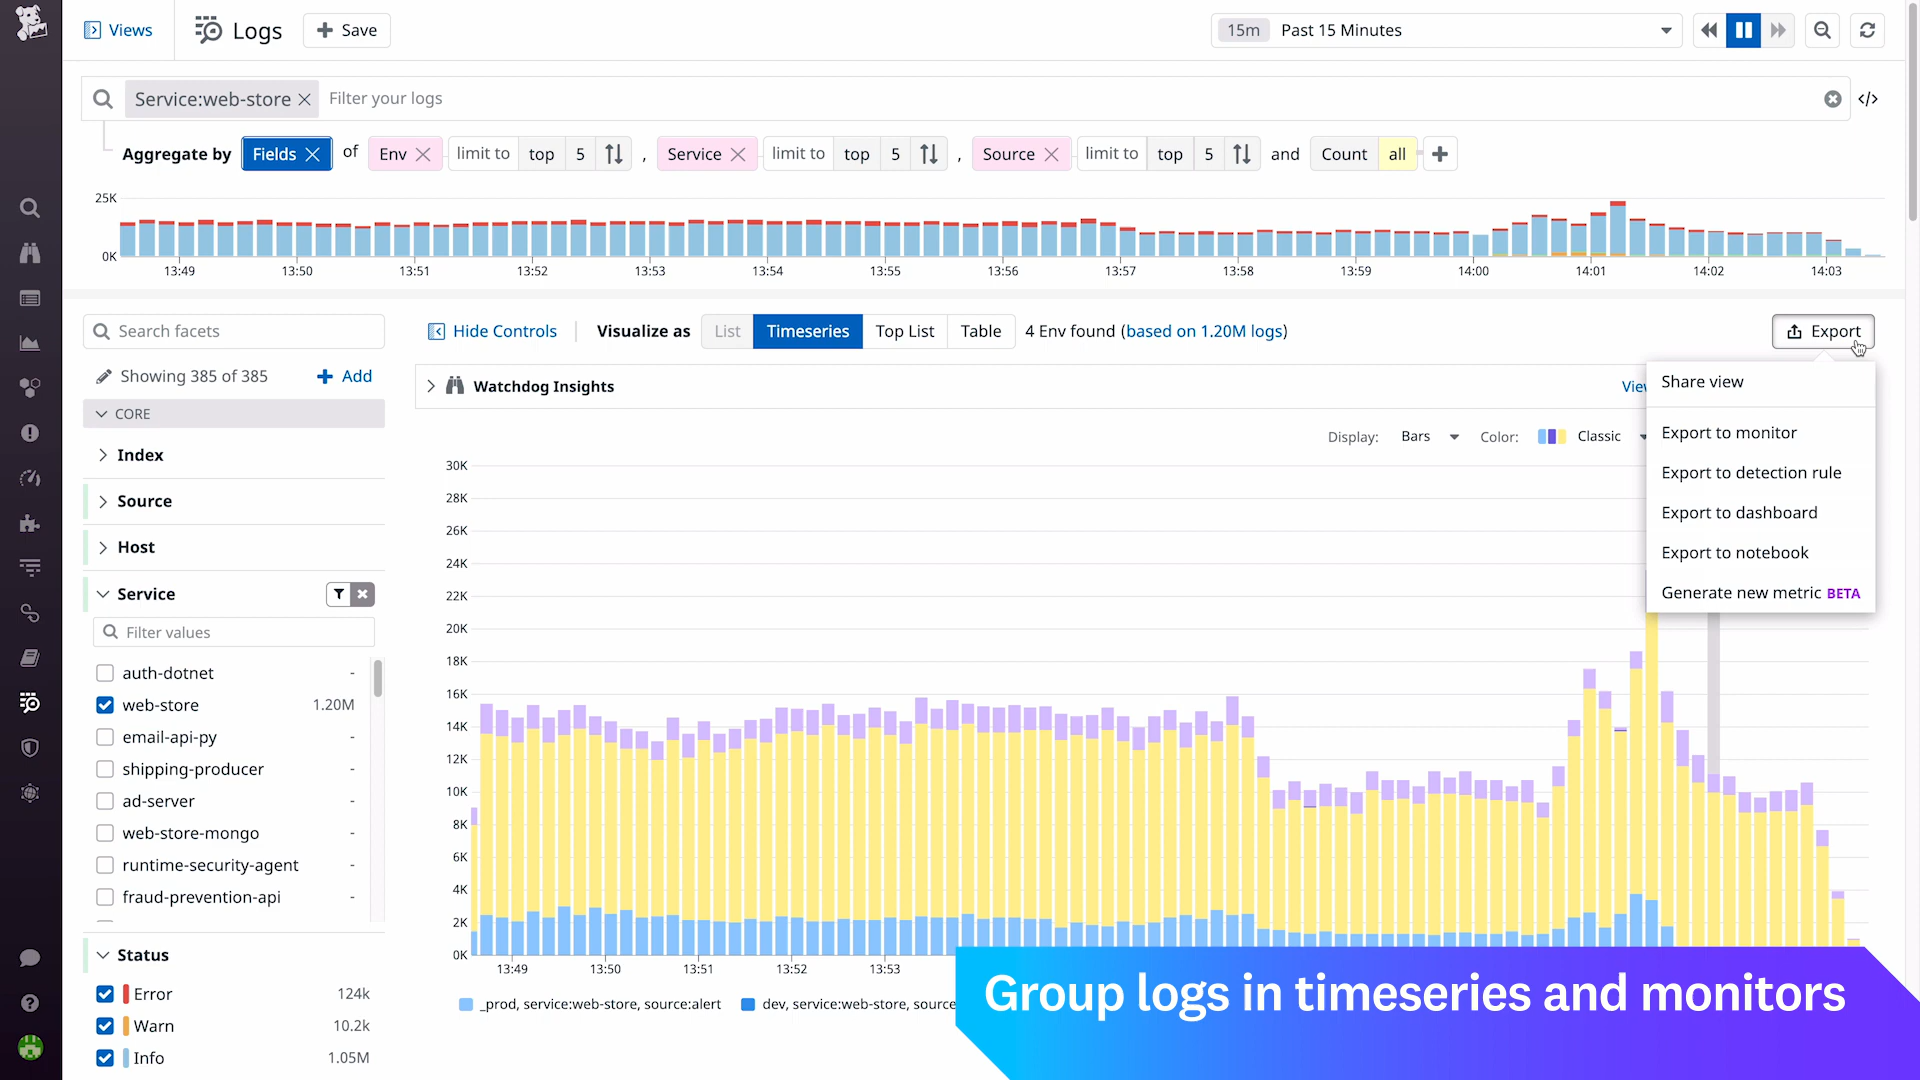 Views
Logs
Save
15m Past 15 Minutes
Service:web-store Filter your logs
Aggregate by Fields of Env limit to top 5 , Service limit to top 5 , Source limit to top 5 and Count all
25K
0K
13:49 13:50 13:51 13:52 13:53 13:54 13:55 13:56 13:57 13:58 13:59 14:00 14:01 14:02 14:03
Search facets
Hide Controls
Visualize as List Timeseries Top List Table 4 Env found (based on 1.20M logs)
Export
Showing 385 of 385 Add
Watchdog Insights
Share view
CORE
Display: Bars Color: Classic
Export to monitor
Index
Export to detection rule
Source
Export to dashboard
Host
Export to notebook
Service
Generate new metric BETA
Filter values
auth-dotnet -
web-store 1.20M
email-api-py -
shipping-producer -
ad-server -
web-store-mongo -
runtime-security-agent -
fraud-prevention-api -
Status
Error 124k
Warn 10.2k
Info 1.05M
30K
28K
26K
24K
22K
20K
18K
16K
14K
12K
10K
8K
6K
4K
2K
0K
13:49 13:50 13:51 13:52 13:53
_prod, service:web-store, source:alert dev, service:web-store, source
Group logs in timeseries and monitors